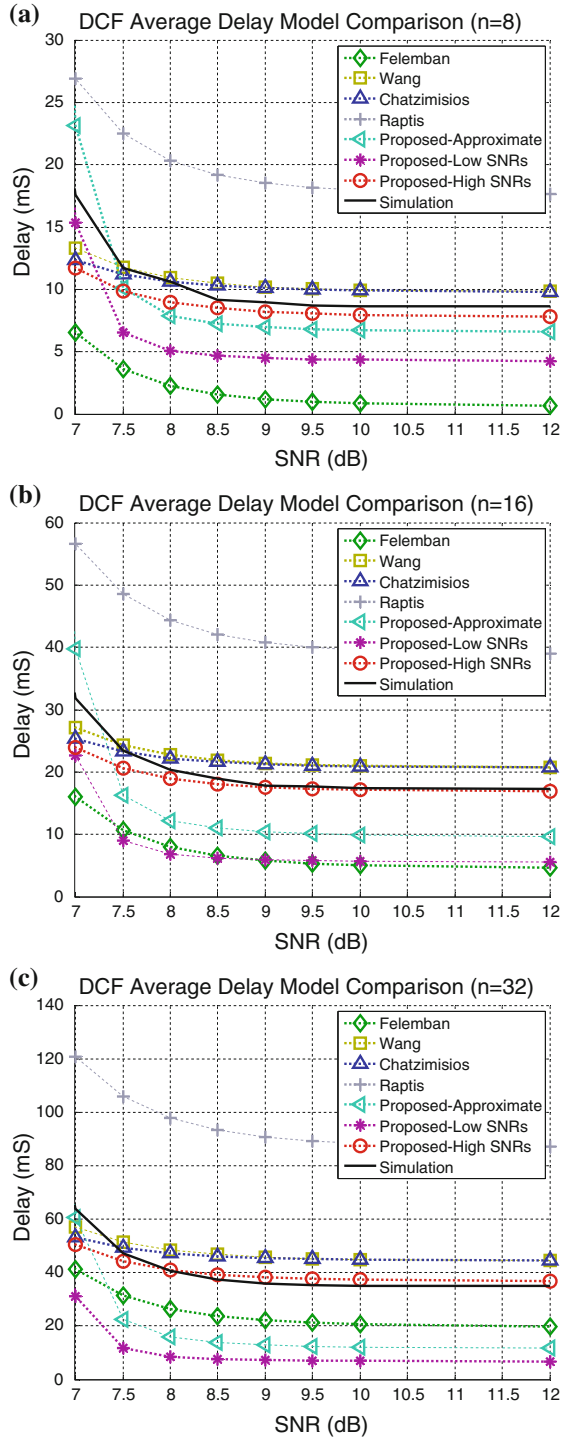 (a)
DCF Average Delay Model Comparison (n=8)
30
25
20
15
10
5
0
Delay (mS)
Felemban
Wang
Chatzimisios
Raptis
Proposed-Approximate
Proposed-Low SNRs
Proposed-High SNRs
Simulation
7 7.5 8 8.5 9 9.5 10 10.5 11 11.5 12
SNR (dB)
(b)
DCF Average Delay Model Comparison (n=16)
60
50
40
30
20
10
0
Delay (mS)
Felemban
Wang
Chatzimisios
Raptis
Proposed-Approximate
Proposed-Low SNRs
Proposed-High SNRs
Simulation
7 7.5 8 8.5 9 9.5 10 10.5 11 11.5 12
SNR (dB)
(c)
DCF Average Delay Model Comparison (n=32)
140
120
100
80
60
40
20
0
Delay (mS)
Felemban
Wang
Chatzimisios
Raptis
Proposed-Approximate
Proposed-Low SNRs
Proposed-High SNRs
Simulation
7 7.5 8 8.5 9 9.5 10 10.5 11 11.5 12
SNR (dB)